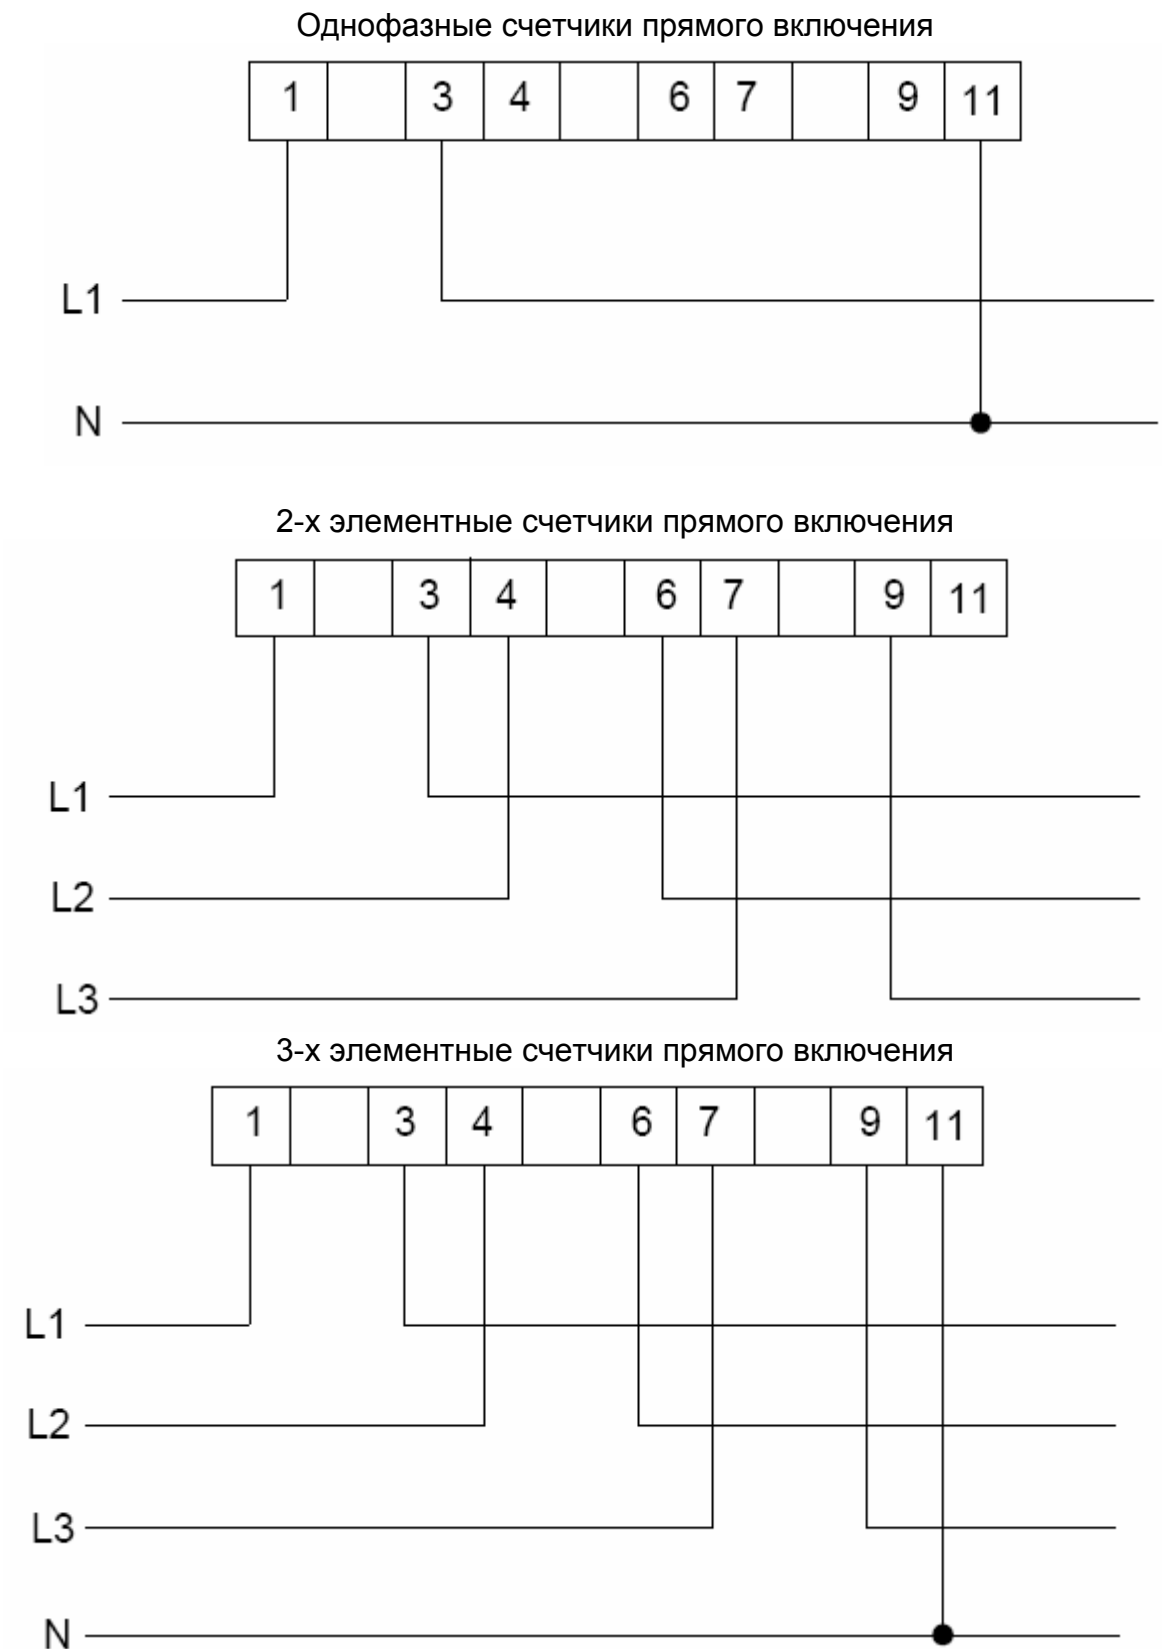 Однофазные счетчики прямого включения
1 3 4 6 7 9 11
L1
N
2-х элементные счетчики прямого включения
1 3 4 6 7 9 11
L1
L2
L3
3-х элементные счетчики прямого включения
1 3 4 6 7 9 11
L1
L2
L3
N